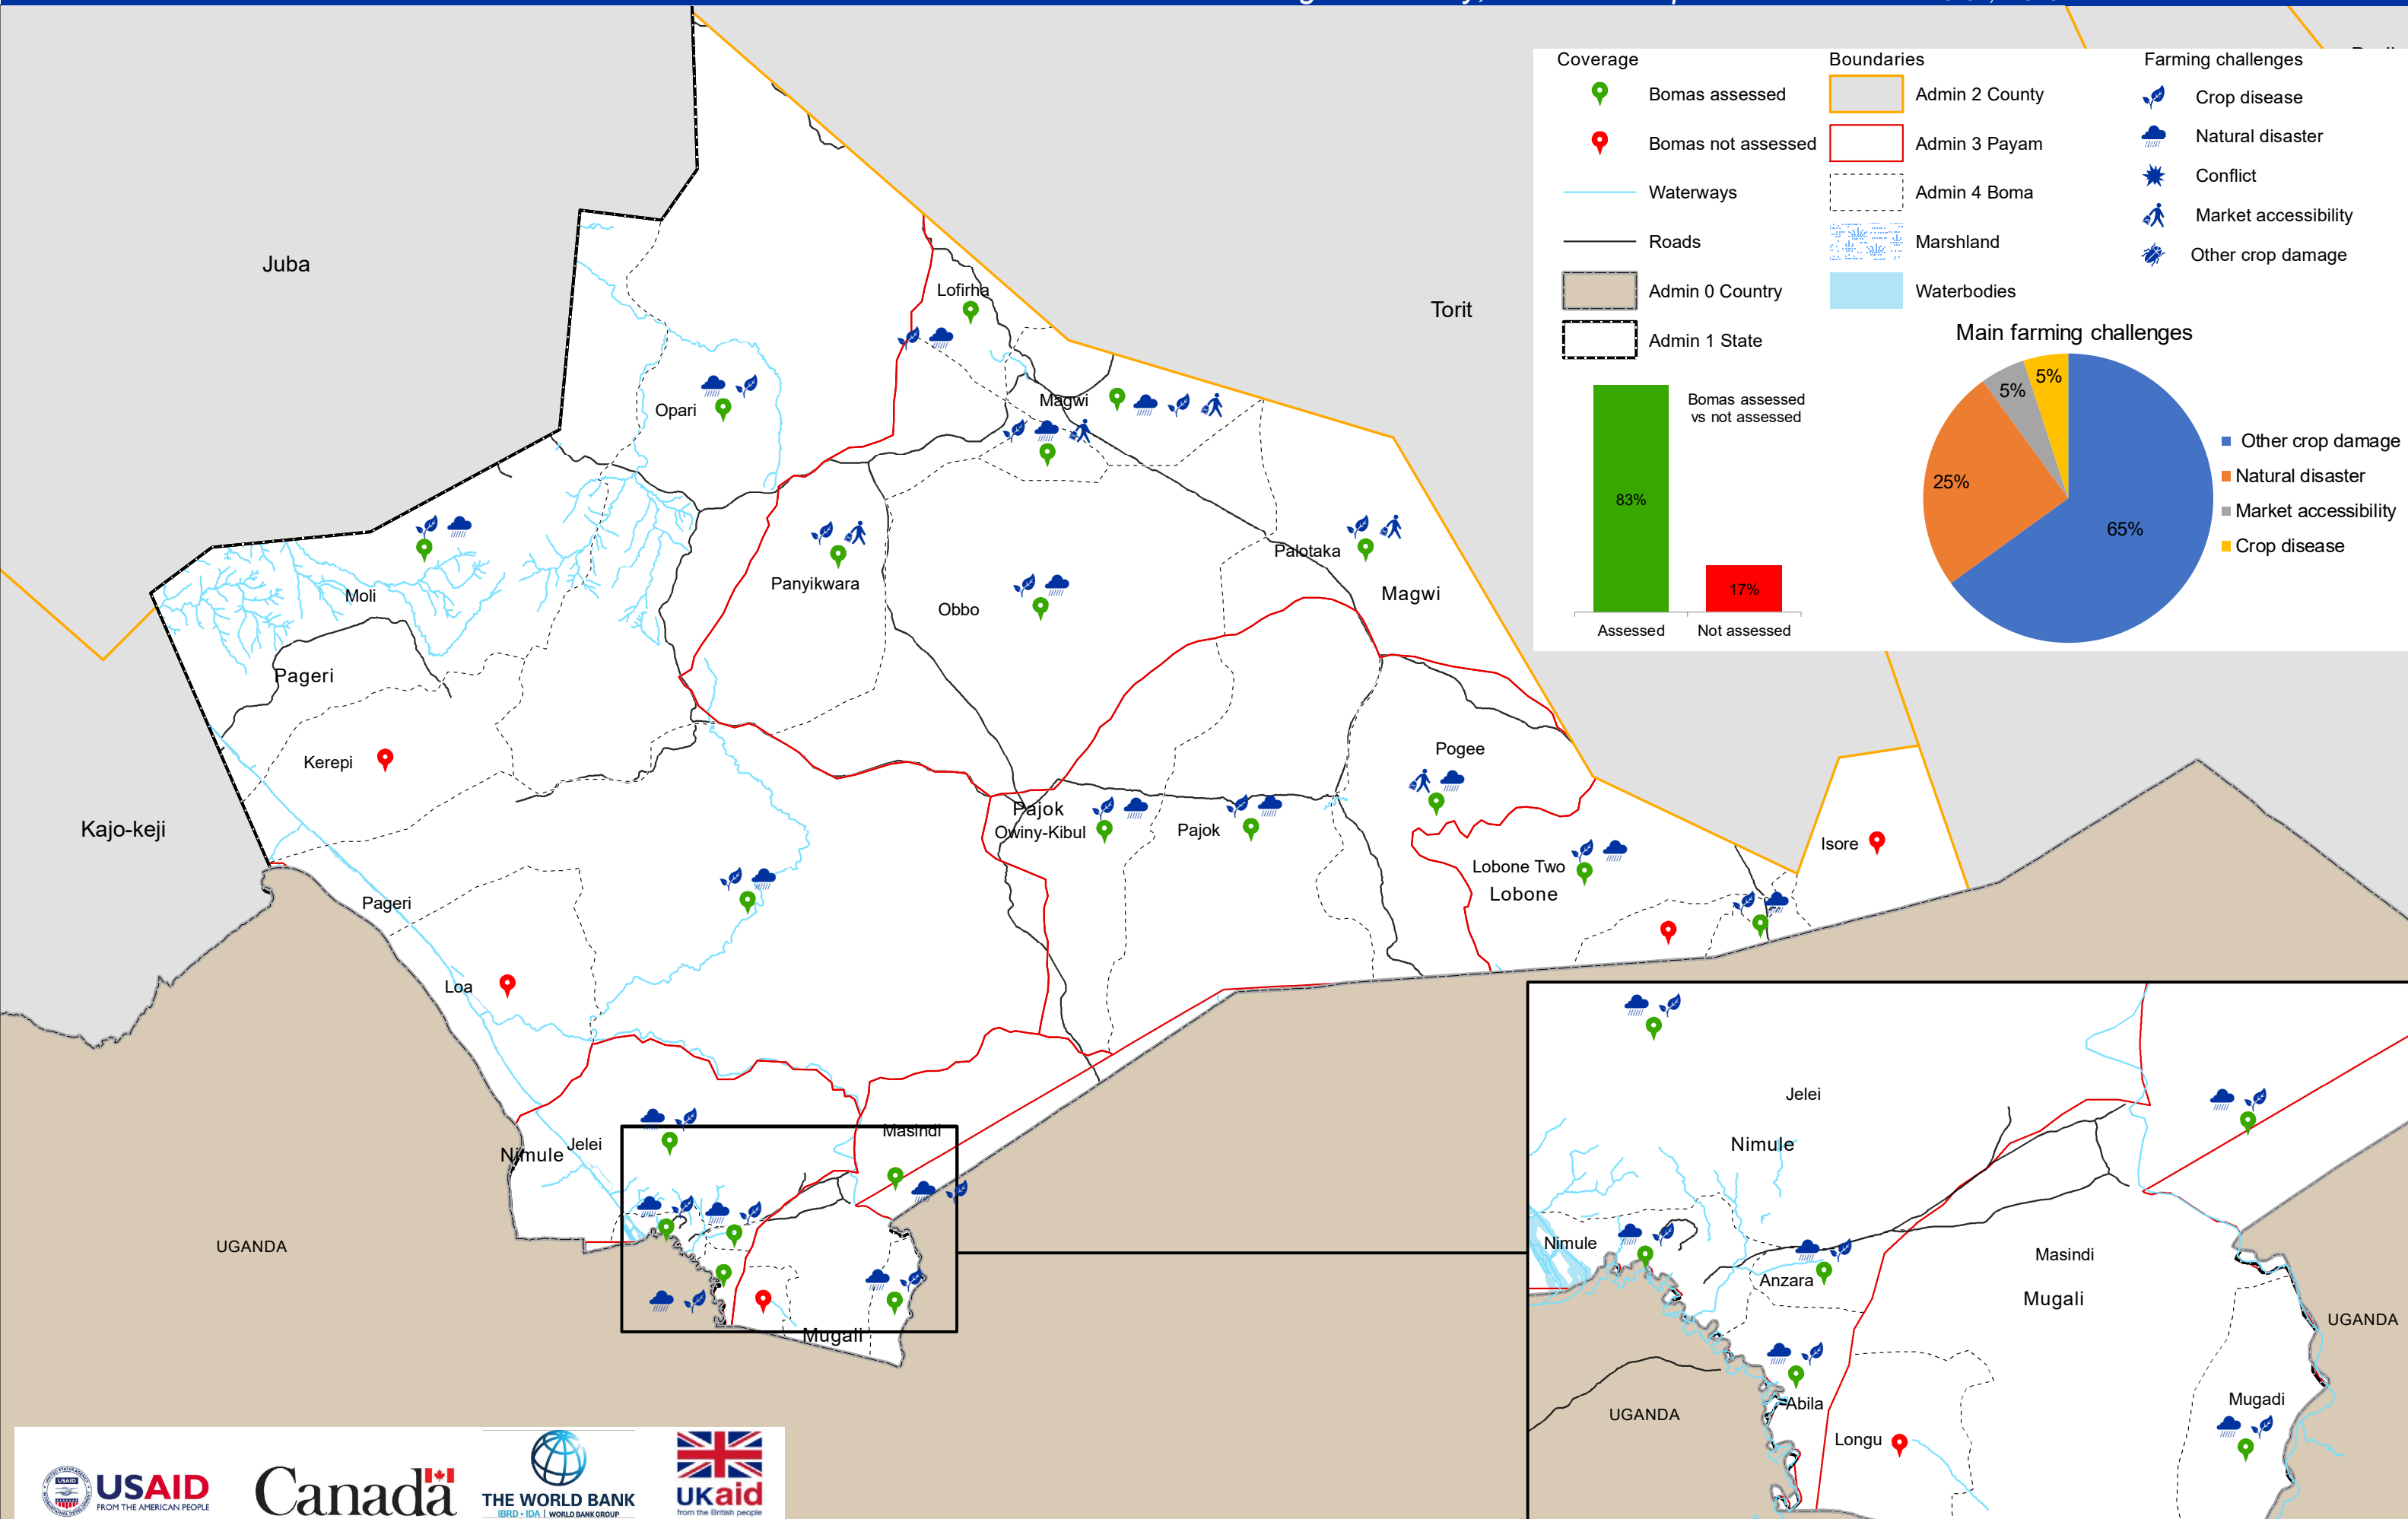 Coverage
Bomas assessed
Bomas not assessed
Waterways
Roads
Admin 0 Country
Admin 1 State
Boundaries
Admin 2 County
Admin 3 Payam
Admin 4 Boma
Marshland
Waterbodies
Farming challenges
Crop disease
Natural disaster
Conflict
Market accessibility
Other crop damage
Bomas assessed
vs not assessed
83%
17%
Assessed
Not assessed
Main farming challenges
5%
5%
25%
65%
Other crop damage
Natural disaster
Market accessibility
Crop disease
Juba
Torit
Lofirha
Magwi
Opari
Panyikwara
Palotaka
Magwi
Obbo
Moli
Pageri
Kerepi
Pogee
Kajo-keji
Pajok
Owiny-Kibul
Pajok
Isore
Lobone Two
Lobone
Pageri
Loa
Masindi
Jelei
Nimule
UGANDA
Mugali
Jelei
Nimule
Nimule
Anzara
Masindi
Mugali
UGANDA
Abila
UGANDA
Longu
Mugadi
USAID
FROM THE AMERICAN PEOPLE
Canada
THE WORLD BANK
IBRD • IDA | WORLD BANK GROUP
UKaid
from the British people